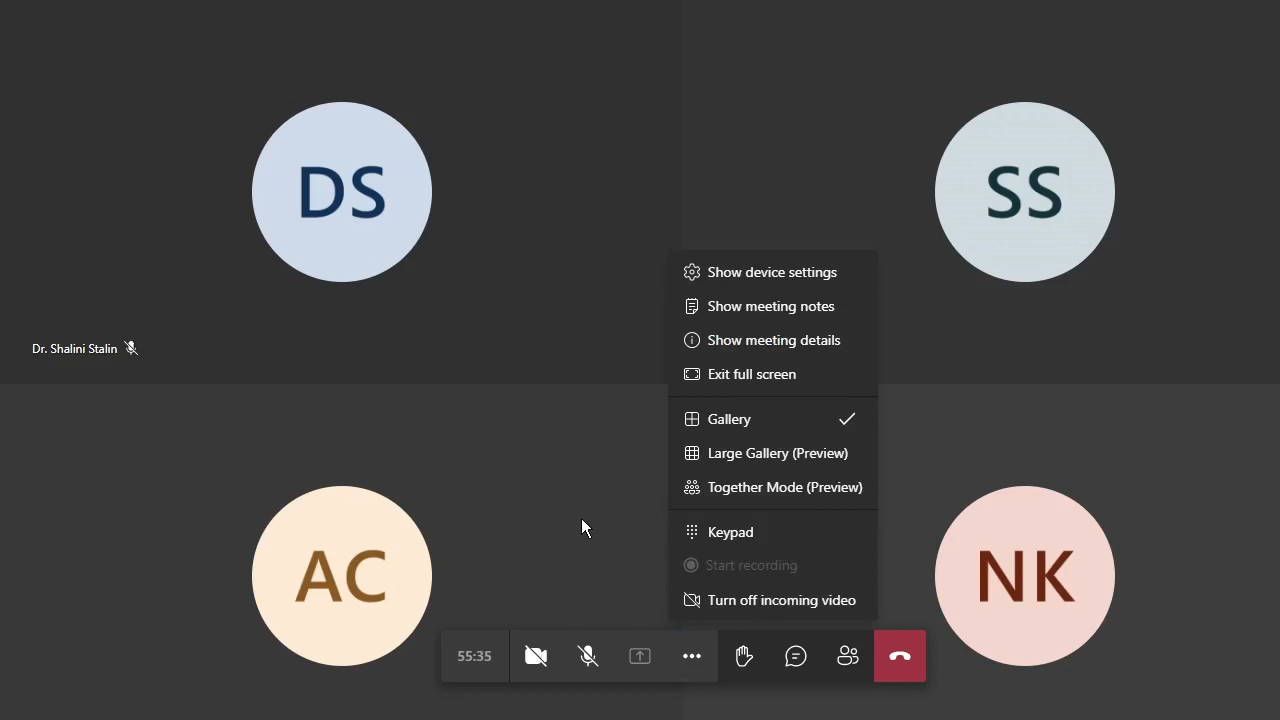 DS
SS
Dr. Shalini Stalin
Show device settings
Show meeting notes
Show meeting details
Exit full screen
Gallery
Large Gallery (Preview)
Together Mode (Preview)
Keypad
Start recording
Turn off incoming video
AC
NK
55:35